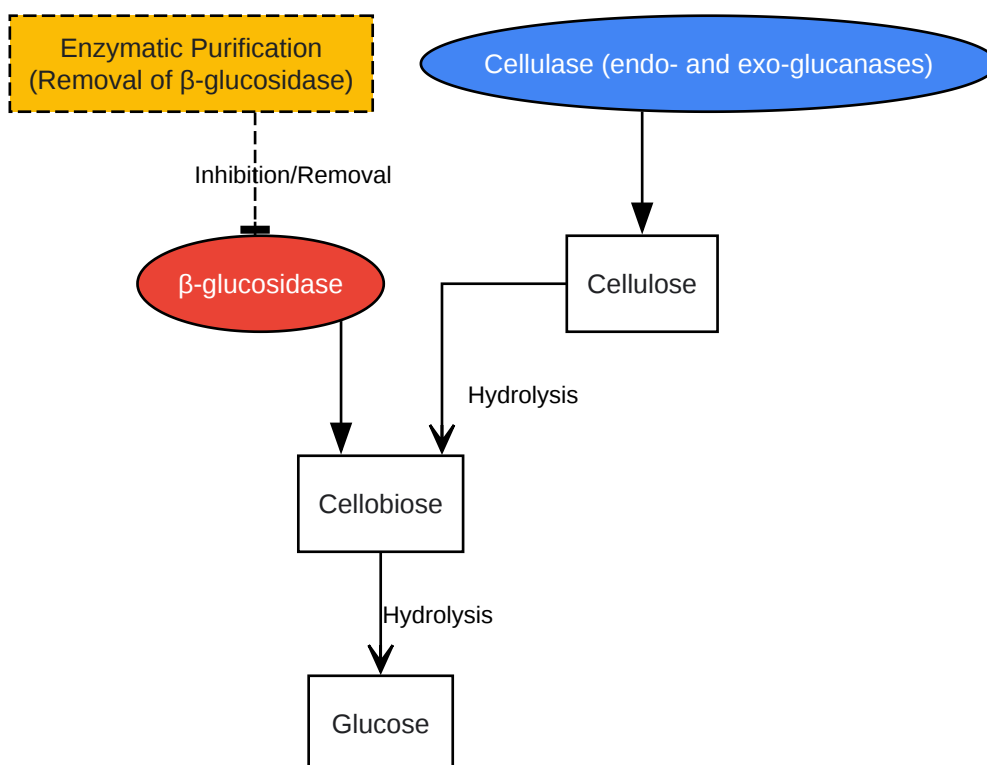 Enzymatic Purification
(Removal of β-glucosidase)
Cellulase (endo- and exo-glucanases)
Inhibition/Removal
β-glucosidase
Cellulose
Hydrolysis
Cellobiose
Hydrolysis
Glucose